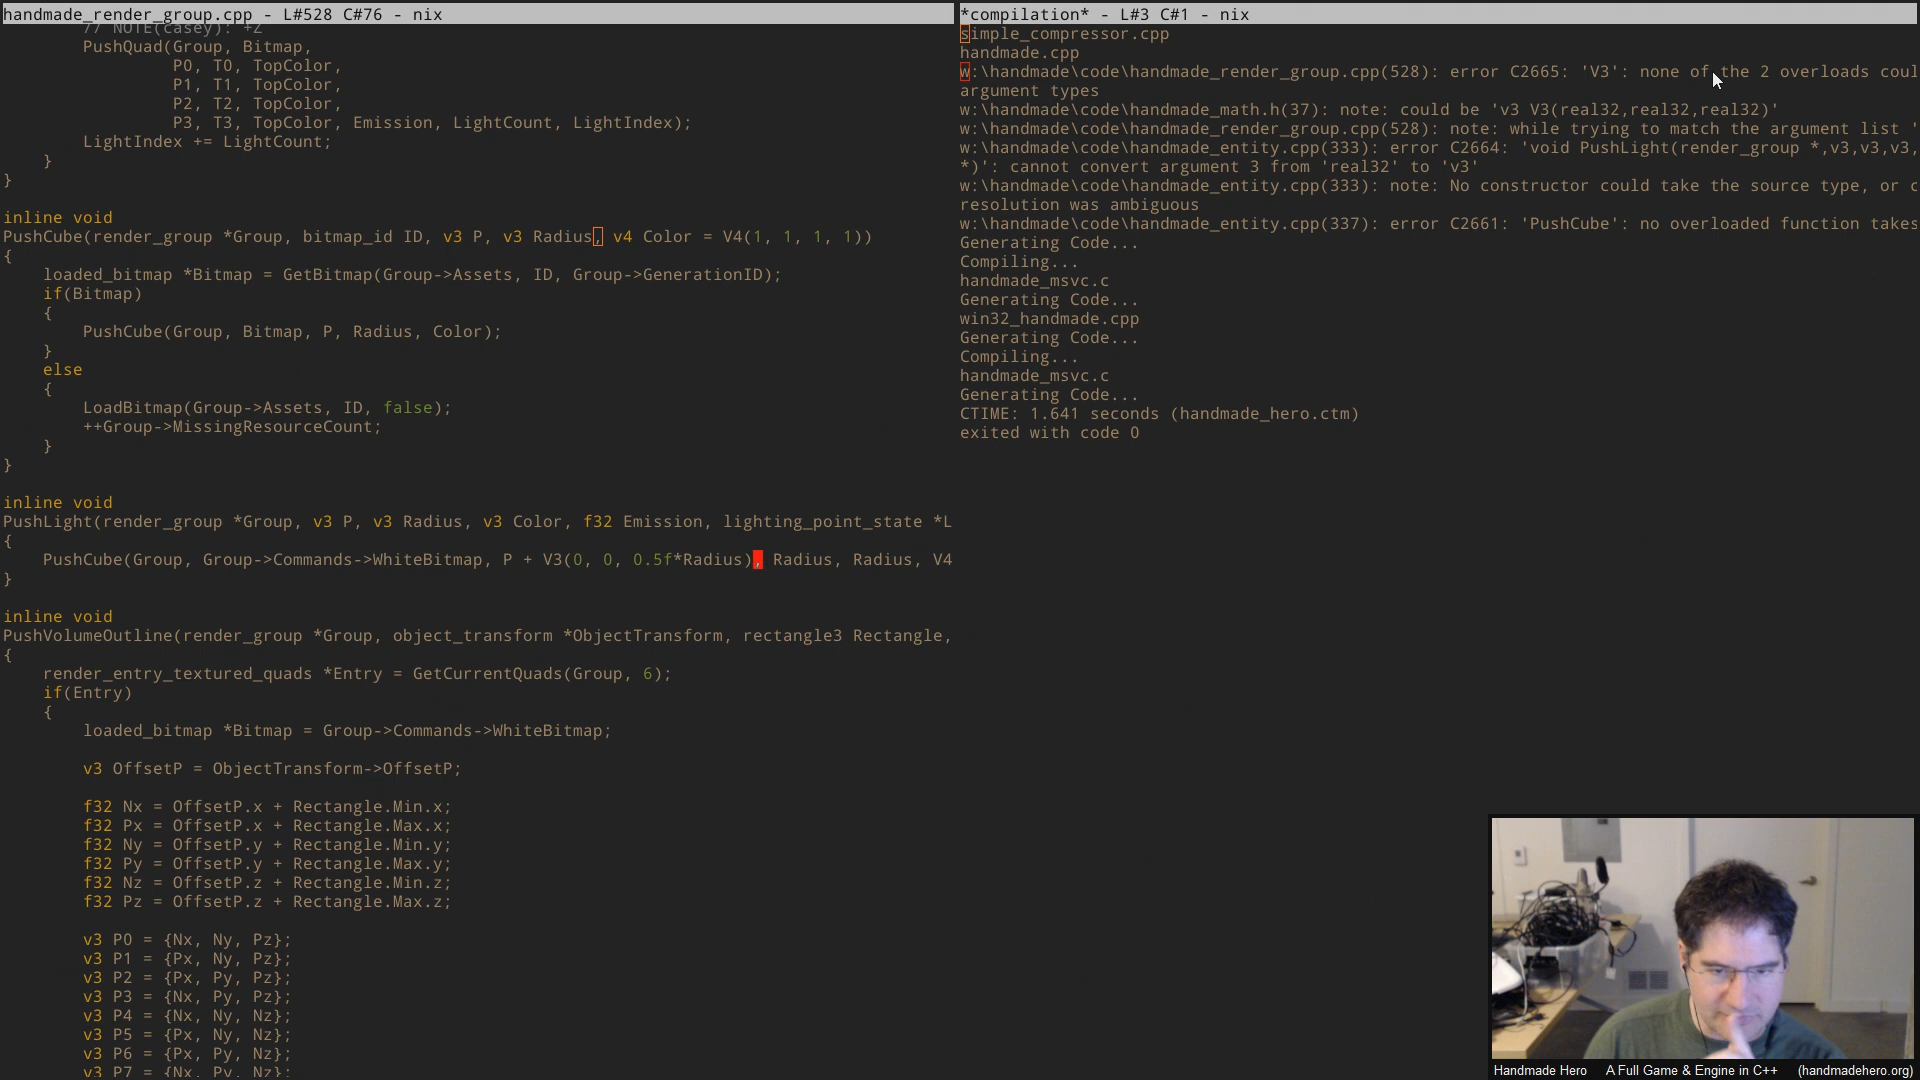 handmade_render_group.cpp - L#528 C#76 - nix
// NOTE(casey): +Z
PushQuad(Group, Bitmap,
P0, T0, TopColor,
P1, T1, TopColor,
P2, T2, TopColor,
P3, T3, TopColor, Emission, LightCount, LightIndex);
LightIndex += LightCount;
}
}
inline void
PushCube(render_group *Group, bitmap_id ID, v3 P, v3 Radius, v4 Color = V4(1, 1, 1, 1))
{
loaded_bitmap *Bitmap = GetBitmap(Group->Assets, ID, Group->GenerationID);
if(Bitmap)
{
PushCube(Group, Bitmap, P, Radius, Color);
}
else
{
LoadBitmap(Group->Assets, ID, false);
++Group->MissingResourceCount;
}
}
inline void
PushLight(render_group *Group, v3 P, v3 Radius, v3 Color, f32 Emission, lighting_point_state *L
{
PushCube(Group, Group->Commands->WhiteBitmap, P + V3(0, 0, 0.5f*Radius), Radius, Radius, V4
}
inline void
PushVolumeOutline(render_group *Group, object_transform *ObjectTransform, rectangle3 Rectangle,
{
render_entry_textured_quads *Entry = GetCurrentQuads(Group, 6);
if(Entry)
{
loaded_bitmap *Bitmap = Group->Commands->WhiteBitmap;
v3 OffsetP = ObjectTransform->OffsetP;
f32 Nx = OffsetP.x + Rectangle.Min.x;
f32 Px = OffsetP.x + Rectangle.Max.x;
f32 Ny = OffsetP.y + Rectangle.Min.y;
f32 Py = OffsetP.y + Rectangle.Max.y;
f32 Nz = OffsetP.z + Rectangle.Min.z;
f32 Pz = OffsetP.z + Rectangle.Max.z;
v3 P0 = {Nx, Ny, Pz};
v3 P1 = {Px, Ny, Pz};
v3 P2 = {Px, Py, Pz};
v3 P3 = {Nx, Py, Pz};
v3 P4 = {Nx, Ny, Nz};
v3 P5 = {Px, Ny, Nz};
v3 P6 = {Px, Py, Nz};
v3 P7 = {Nx, Py, Nz};
*compilation* - L#3 C#1 - nix
simple_compressor.cpp
handmade.cpp
w:\handmade\code\handmade_render_group.cpp(528): error C2665: 'V3': none of the 2 overloads coul
argument types
w:\handmade\code\handmade_math.h(37): note: could be 'v3 V3(real32,real32,real32)'
w:\handmade\code\handmade_render_group.cpp(528): note: while trying to match the argument list '
w:\handmade\code\handmade_entity.cpp(333): error C2664: 'void PushLight(render_group *,v3,v3,v3,
*)': cannot convert argument 3 from 'real32' to 'v3'
w:\handmade\code\handmade_entity.cpp(333): note: No constructor could take the source type, or c
resolution was ambiguous
w:\handmade\code\handmade_entity.cpp(337): error C2661: 'PushCube': no overloaded function takes
Generating Code...
Compiling...
handmade_msvc.c
Generating Code...
win32_handmade.cpp
Generating Code...
Compiling...
handmade_msvc.c
Generating Code...
CTIME: 1.641 seconds (handmade_hero.ctm)
exited with code 0
Handmade Hero A Full Game & Engine in C++ (handmadehero.org)